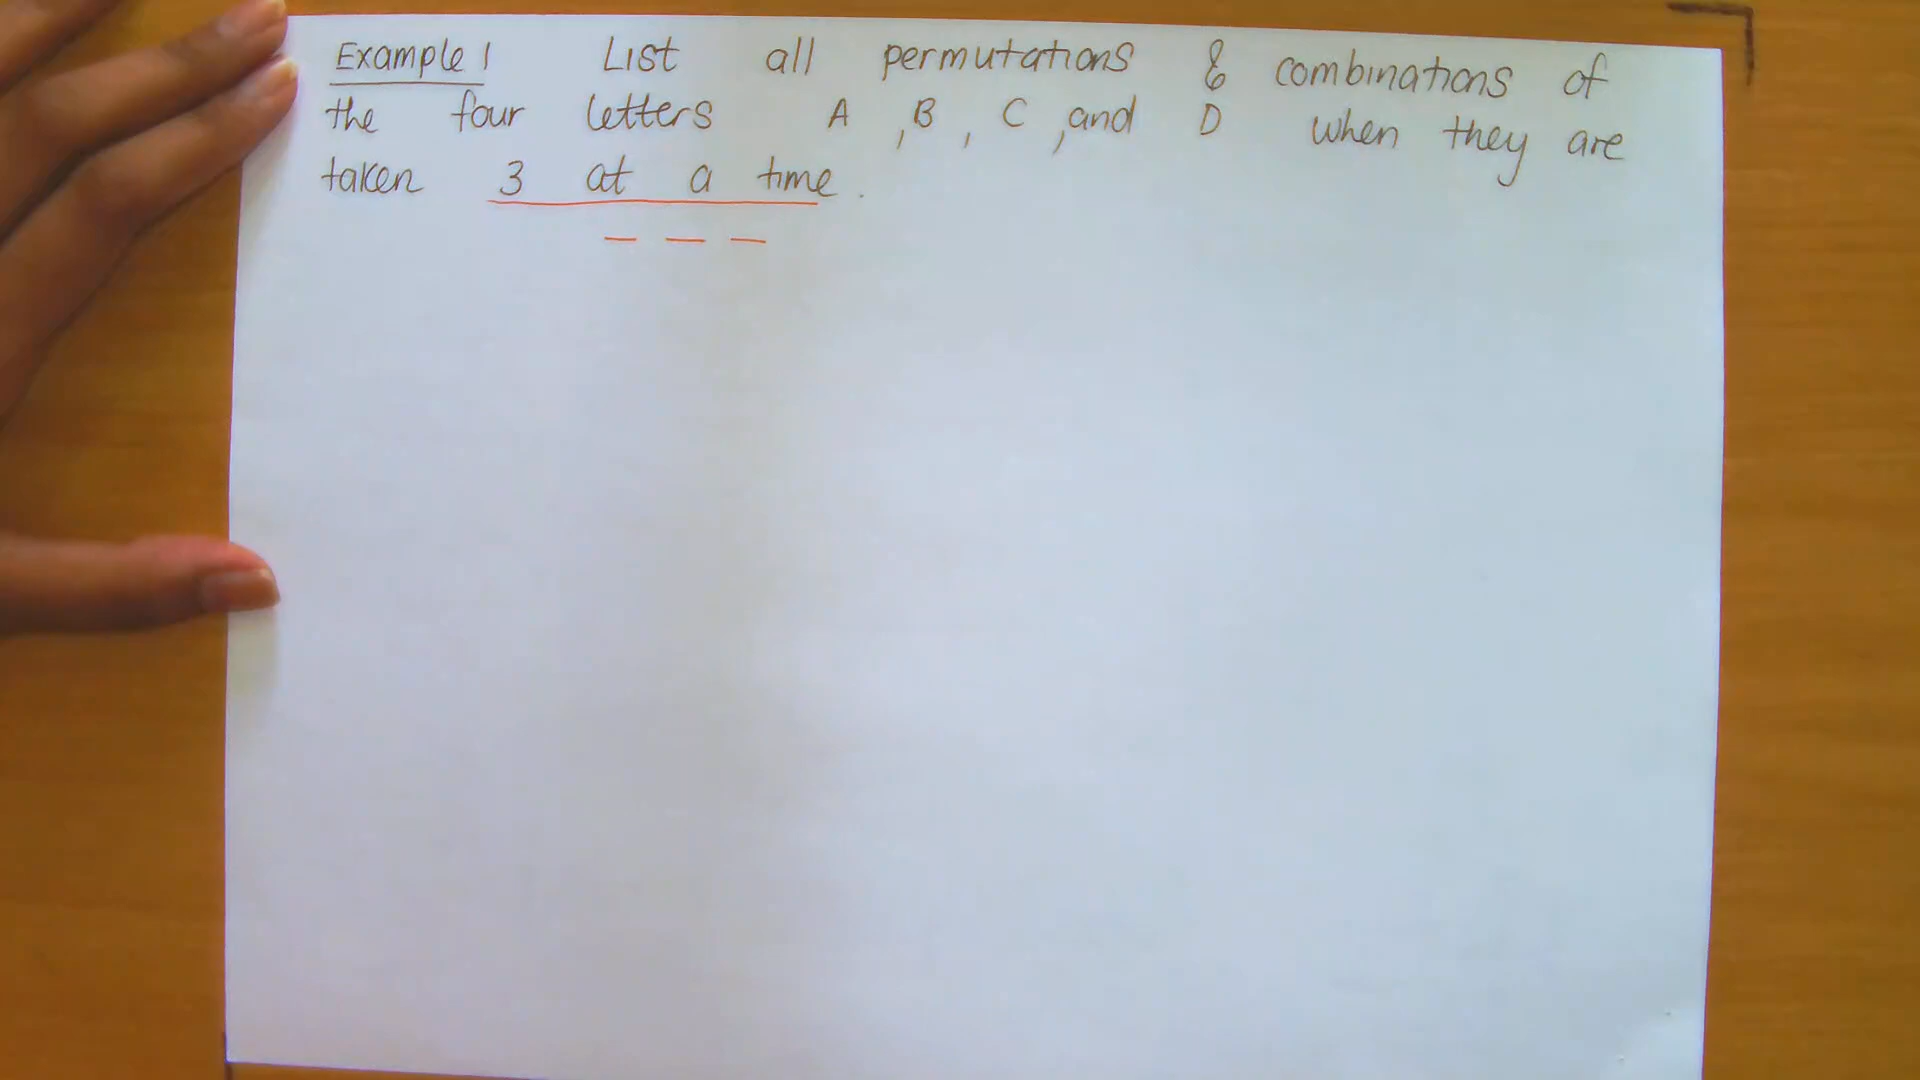 Example 1 List all permutations & combinations of
the four letters A, B, C, and D when they are
taken 3 at a time.